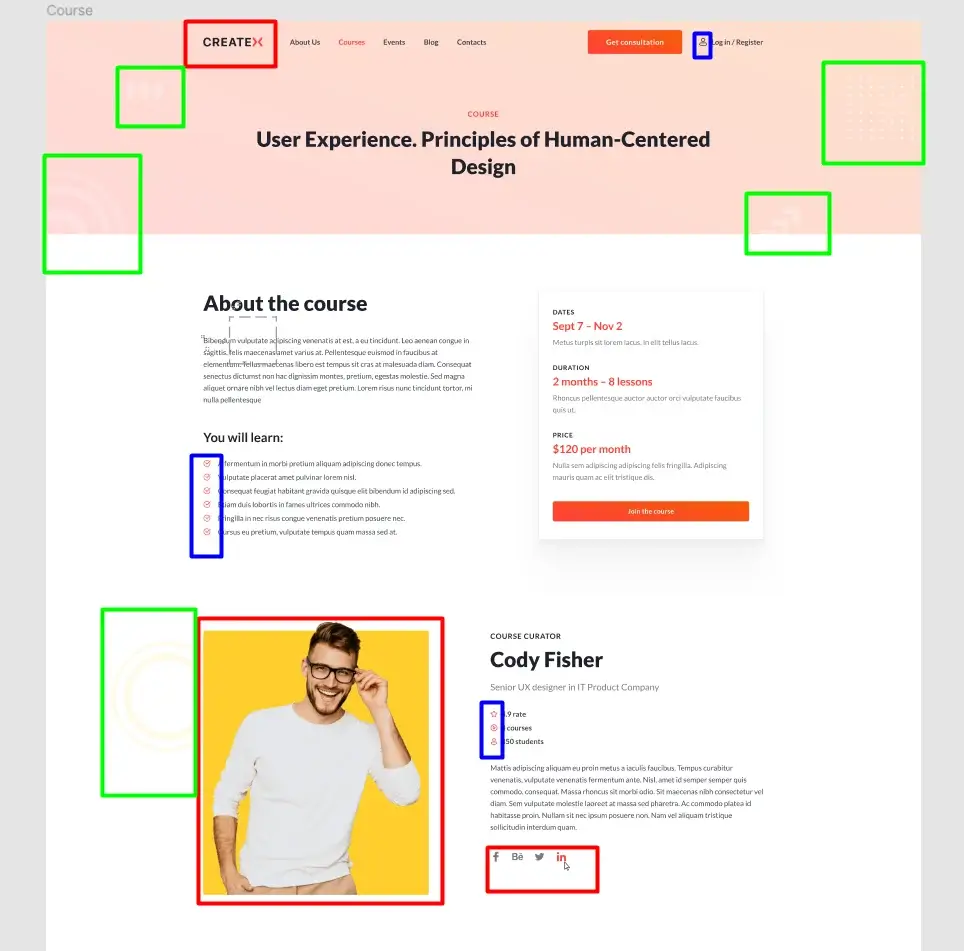 Course
CREATEX
About Us
Courses
Events
Blog
Contacts
Get consultation
Log in / Register
COURSE
User Experience. Principles of Human-Centered
Design
About the course
Bibendum vulputate adipiscing venenatis at est, a eu tincidunt. Leo aenean congue in
sagittis, felis maecenas amet varius at. Pellentesque euismod in faucibus at
elementum. Tellus maecenas libero est tempus sit cras at malesuada diam. Consequat
senectus dictumst non hac dignissim montes, pretium, egestas molestie. Sed magna
aliquet ornare nibh vel lectus diam eget pretium. Lorem risus nunc tincidunt tortor, mi
nulla pellentesque
You will learn:
A fermentum in morbi pretium aliquam adipiscing donec tempus.
Vulputate placerat amet pulvinar lorem nisl.
Consequat feugiat habitant gravida quisque elit bibendum id adipiscing sed.
Etiam duis lobortis in fames ultrices commodo nibh.
Fringilla in nec risus congue venenatis pretium posuere nec.
Cursus eu pretium, vulputate tempus quam massa sed at.
DATES
Sept 7 – Nov 2
Metus turpis sit lorem lacus. In elit tellus lacus.
DURATION
2 months – 8 lessons
Rhoncus pellentesque auctor auctor orci vulputate faucibus
quis ut.
PRICE
$120 per month
Nulla sem adipiscing adipiscing felis fringilla. Adipiscing
mauris quam ac elit tristique dis.
Join the course
COURSE CURATOR
Cody Fisher
Senior UX designer in IT Product Company
.9 rate
courses
50 students
Mattis adipiscing aliquam eu proin metus a iaculis faucibus. Tempus curabitur
venenatis, vulputate venenatis fermentum ante. Nisl, amet id semper semper quis
commodo, consequat. Massa rhoncus sit morbi odio. Sit maecenas nibh consectetur vel
diam. Sem vulputate molestie laoreet at massa sed pharetra. Ac commodo platea id
habitasse proin. Nullam sit nec ipsum posuere non. Nam vel aliquam tristique
sollicitudin interdum quam.
f Bē in